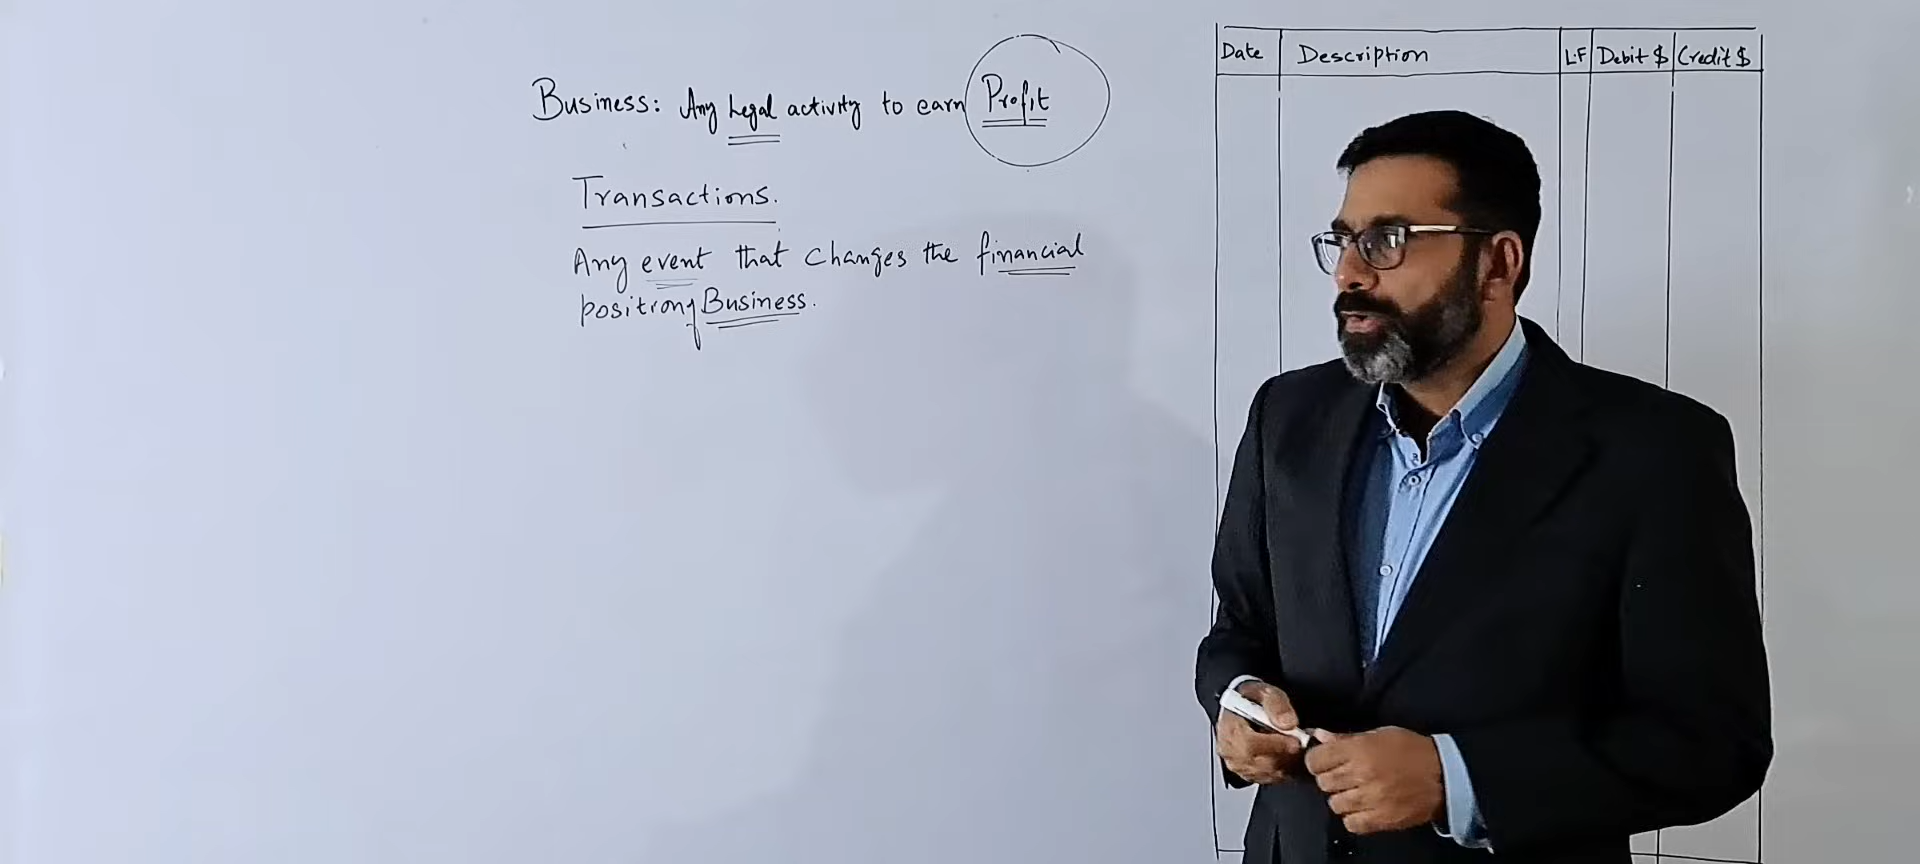 Business: Any Legal activity to earn Profit
Transactions.
Any event that changes the financial
position of Business.
Date Description L.F Debit $ Credit $